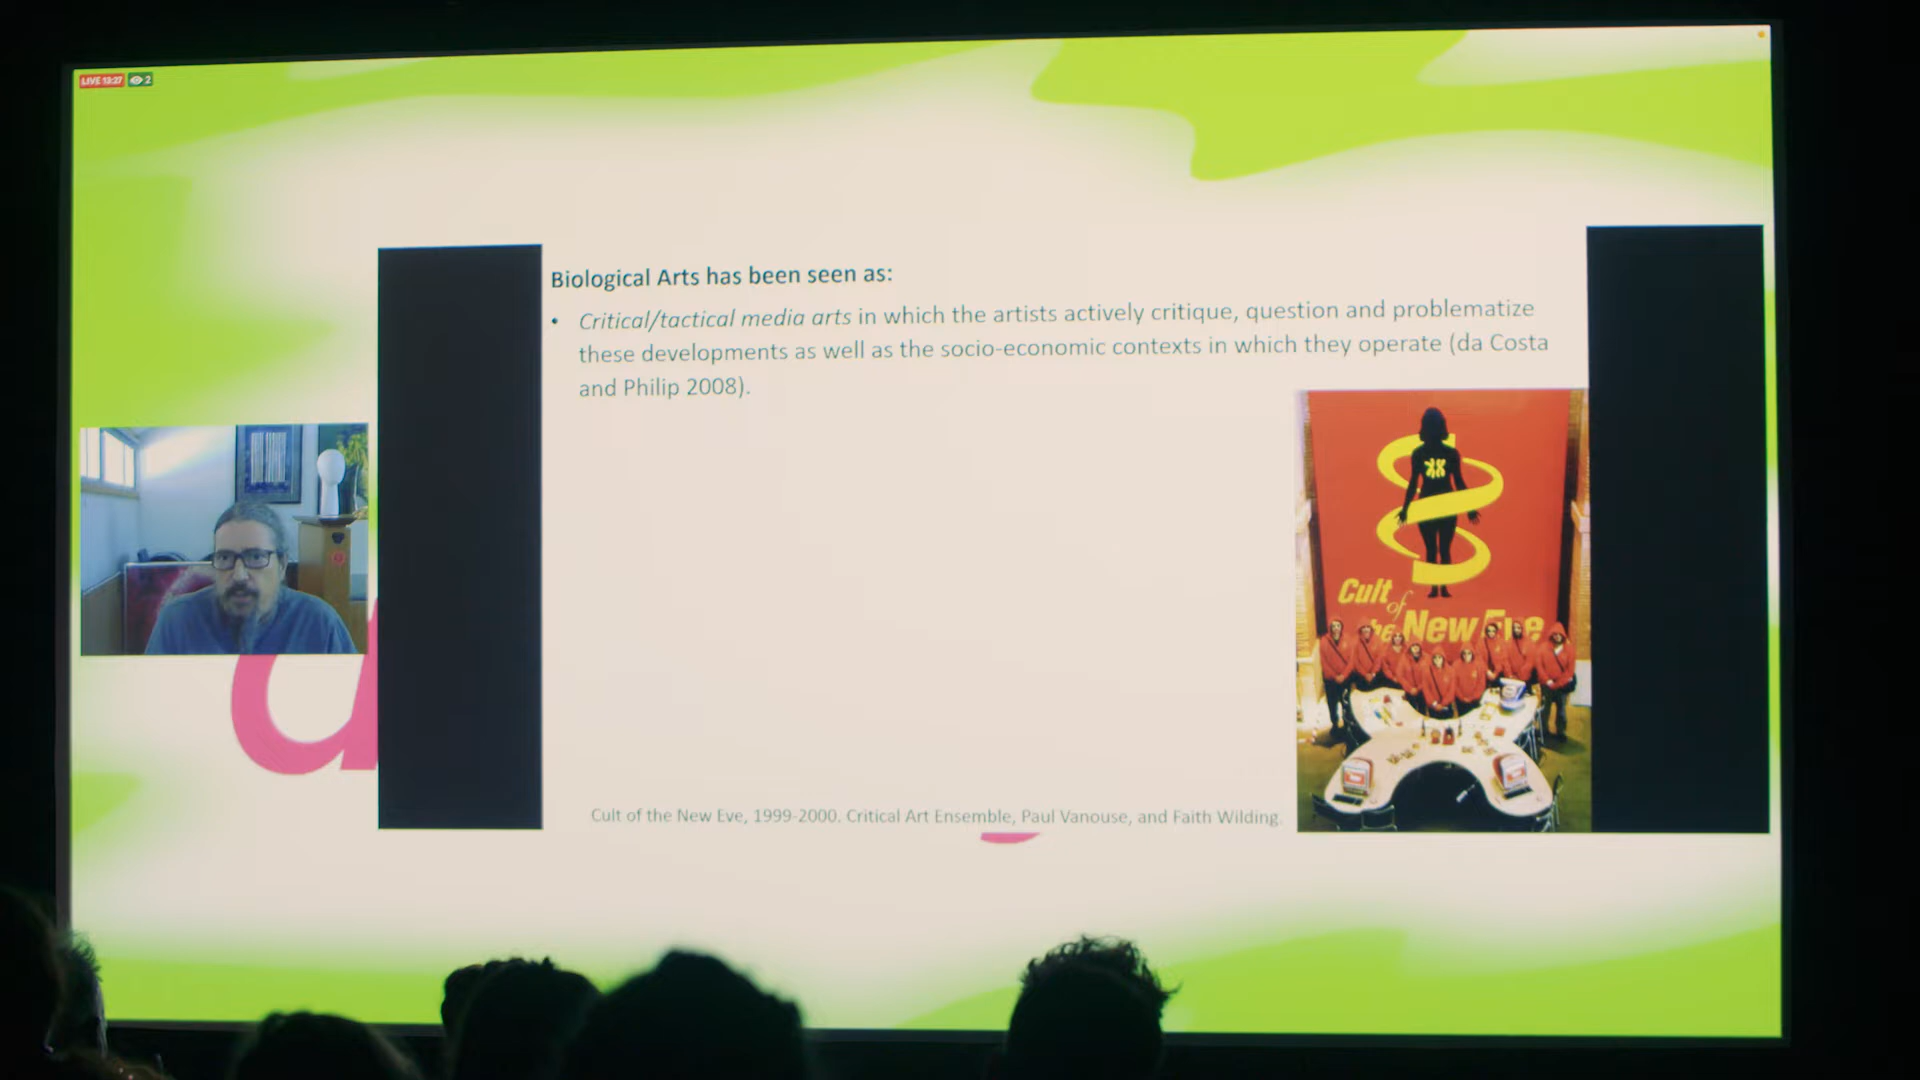 LIVE 13:27 2
Biological Arts has been seen as:
• Critical/tactical media arts in which the artists actively critique, question and problematize
these developments as well as the socio-economic contexts in which they operate (da Costa
and Philip 2008).
Cult
of
the New Eve
Cult of the New Eve, 1999-2000. Critical Art Ensemble, Paul Vanouse, and Faith Wilding.